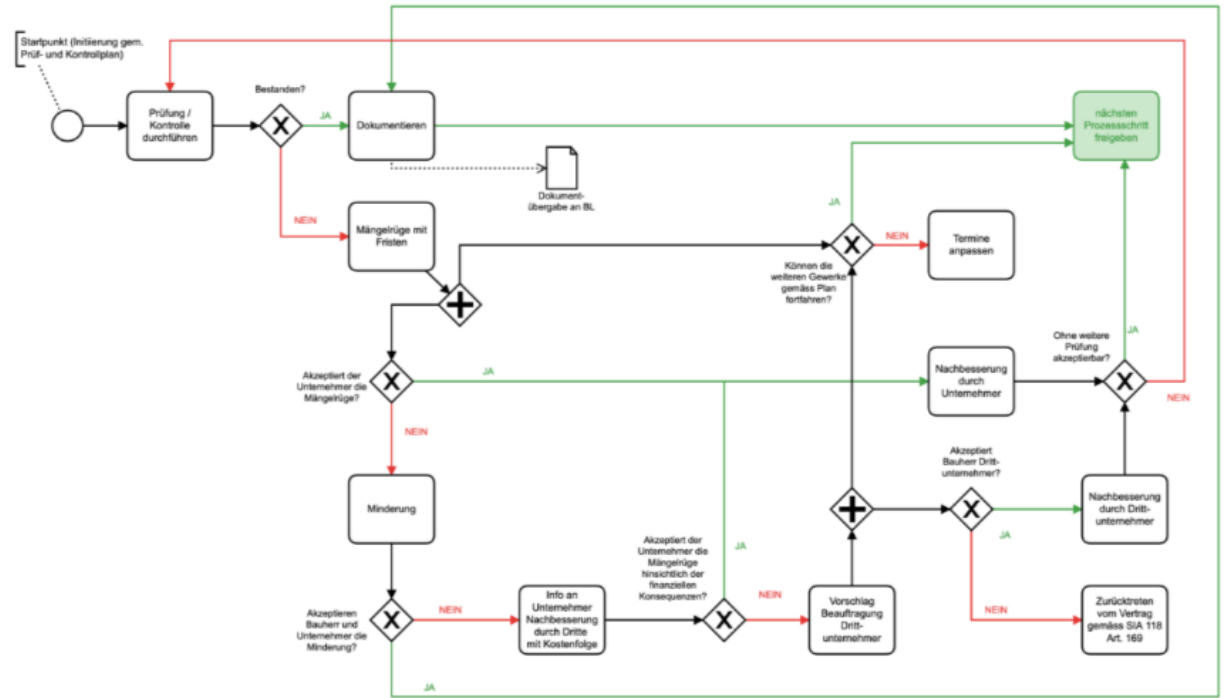 Startpunkt (Initiierung gem.
Prüf- und Kontrollplan)
Prüfung /
Kontrolle
durchführen
Bestanden?
JA
NEIN
Dokumentieren
Dokument-
übergabe an BL
nächsten
Prozessschritt
freigeben
Mängelrüge mit
Fristen
JA
NEIN
Können die
weiteren Gewerke
gemäss Plan
fortfahren?
Termine
anpassen
Akzeptiert der
Unternehmer die
Mängelrüge?
JA
NEIN
Nachbesserung
durch
Unternehmer
Ohne weitere
Prüfung
akzeptierbar?
JA
NEIN
Minderung
Akzeptieren
Bauherr und
Unternehmer die
Minderung?
NEIN
JA
Info an
Unternehmer
Nachbesserung
durch Dritte
mit Kostenfolge
Akzeptiert der
Unternehmer die
Mängelrüge
hinsichtlich der
finanziellen
Konsequenzen?
JA
NEIN
Vorschlag
Beauftragung
Dritt-
unternehmer
Akzeptiert
Bauherr Dritt-
unternehmer?
JA
NEIN
Nachbesserung
durch Dritt-
unternehmer
Zurücktreten
vom Vertrag
gemäss SIA 118
Art. 169